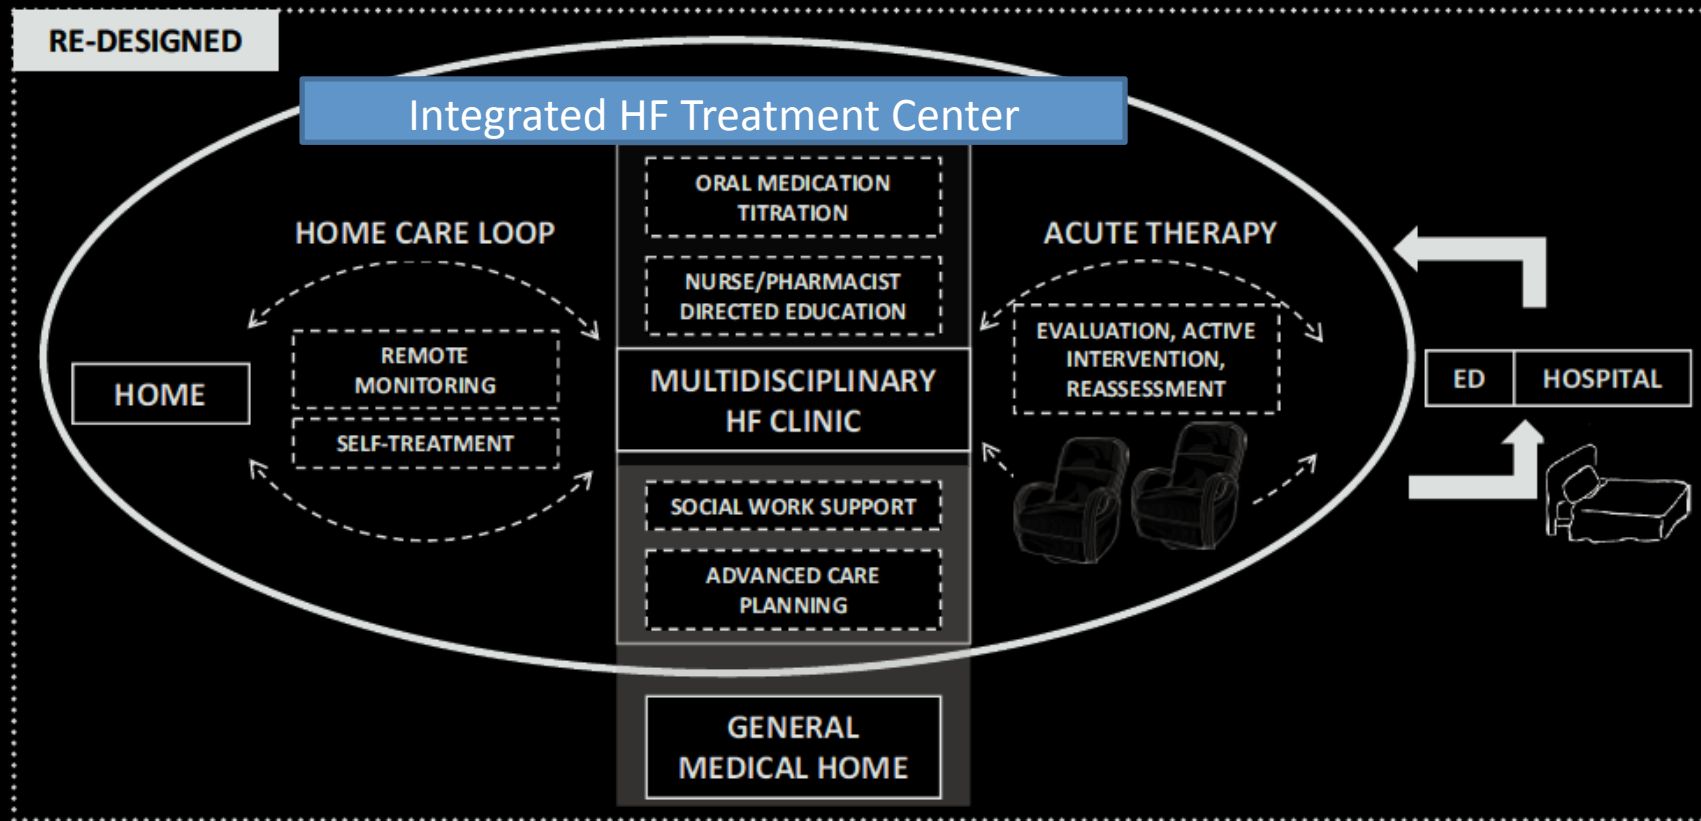 RE-DESIGNED
Integrated HF Treatment Center
ORAL MEDICATION
TITRATION
HOME CARE LOOP
ACUTE THERAPY
NURSE/PHARMACIST
DIRECTED EDUCATION
EVALUATION, ACTIVE
INTERVENTION,
REASSESSMENT
REMOTE
MONITORING
HOME
MULTIDISCIPLINARY
HF CLINIC
ED
HOSPITAL
SELF-TREATMENT
SOCIAL WORK SUPPORT
ADVANCED CARE
PLANNING
GENERAL
MEDICAL HOME